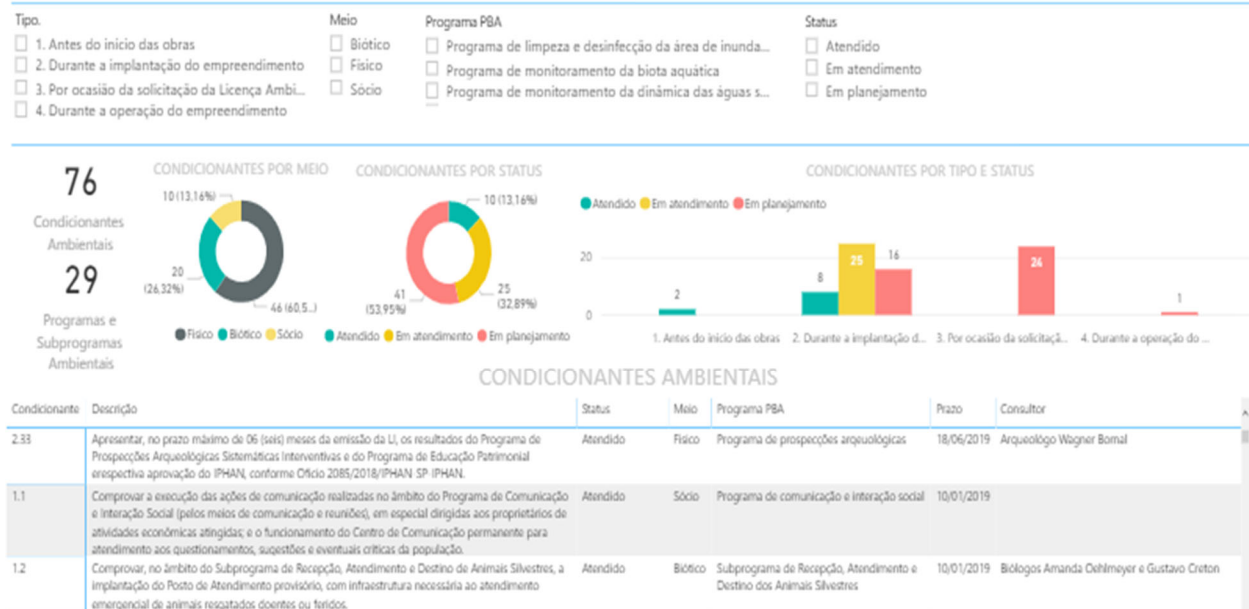 Tipo.
1. Antes do inicio das obras
2. Durante a implantação do empreendimento
3. Por ocasião da solicitação da Licença Ambi...
4. Durante a operação do empreendimento
Meio
Biótico
Físico
Sócio
Programa PBA
Programa de limpeza e desinfecção da área de inunda...
Programa de monitoramento da biota aquática
Programa de monitoramento da dinâmica das águas s...
Status
Atendido
Em atendimento
Em planejamento
76
Condicionantes
Ambientais
29
Programas e
Subprogramas
Ambientais
CONDICIONANTES POR MEIO
10 (13,16%)
20
(26,32%)
46 (60,5...)
Físico Biótico Sócio
CONDICIONANTES POR STATUS
10 (13,16%)
41
(53,95%)
25
(32,89%)
Atendido Em atendimento Em planejamento
CONDICIONANTES POR TIPO E STATUS
Atendido Em atendimento Em planejamento
20
0
2
8
25
16
24
1
1. Antes do inicio das obras
2. Durante a implantação d...
3. Por ocasião da solicitaçã...
4. Durante a operação do ...
CONDICIONANTES AMBIENTAIS
Condicionante Descrição Status Meio Programa PBA Prazo Consultor
2.33 Apresentar, no prazo máximo de 06 (seis) meses da emissão da LI, os resultados do Programa de Atendido Físico Programa de prospecções arqeuológicas 18/06/2019 Arqueológo Wagner Bornal
Prospecções Arqueológicas Sistemáticas Interventivas e do Programa de Educação Patrimonial
erespectiva aprovação do IPHAN, conforme Ofício 2085/2018/IPHAN-SP-IPHAN.
1.1 Comprovar a execução das ações de comunicação realizadas no âmbito do Programa de Comunicação Atendido Sócio Programa de comunicação e interação social 10/01/2019
e Interação Social (pelos meios de comunicação e reuniões), em especial dirigidas aos proprietários de
atividades econômicas atingidas; e o funcionamento do Centro de Comunicação permanente para
atendimento aos questionamentos, sugestões e eventuais críticas da população.
1.2 Comprovar, no âmbito do Subprograma de Recepção, Atendimento e Destino de Animais Silvestres, a Atendido Biótico Subprograma de Recepção, Atendimento e 10/01/2019 Biólogos Amanda Oehlmeyer e Gustavo Creton
implantação do Posto de Atendimento provisório, com infraestrutura necessária ao atendimento Destino dos Animais Silvestres
emergencial de animais resgatados doentes ou feridos.